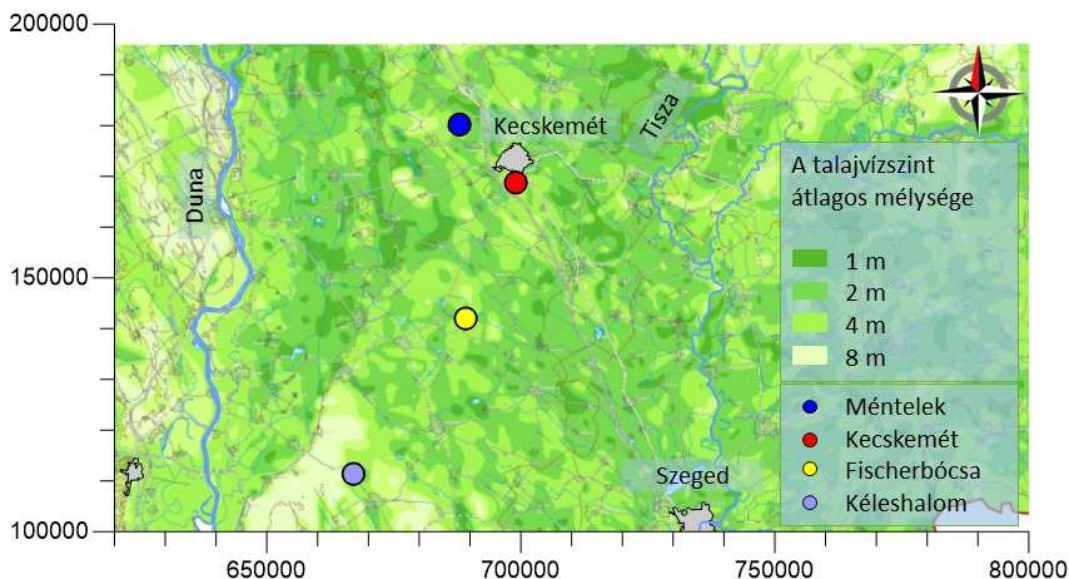 200000
150000
100000
650000
700000
750000
800000
Duna
Kecskemét
Tisza
Szeged
A talajvízszint
átlagos mélysége
1 m
2 m
4 m
8 m
Méntelek
Kecskemét
Fischerbócsa
Kéleshalom